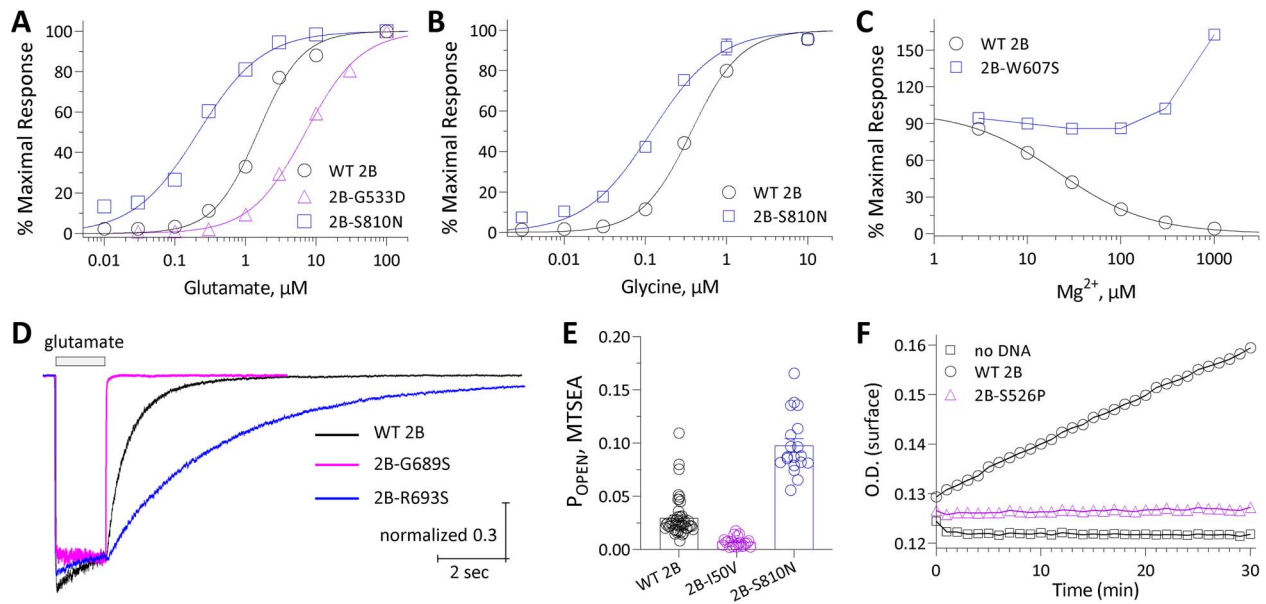 A
100
80
60
40
20
0
% Maximal Response
0.01 0.1 1 10 100
Glutamate, µM
WT 2B
2B-G533D
2B-S810N
B
100
80
60
40
20
0
% Maximal Response
0.01 0.1 1 10
Glycine, µM
WT 2B
2B-S810N
C
150
120
90
60
30
0
% Maximal Response
1 10 100 1000
Mg2+, µM
WT 2B
2B-W607S
D
glutamate
WT 2B
2B-G689S
2B-R693S
normalized 0.3
2 sec
E
0.20
0.15
0.10
0.05
0.00
POPEN, MTSEA
WT 2B
2B-I50V
2B-S810N
F
0.16
0.15
0.14
0.13
0.12
O.D. (surface)
0 10 20 30
Time (min)
no DNA
WT 2B
2B-S526P